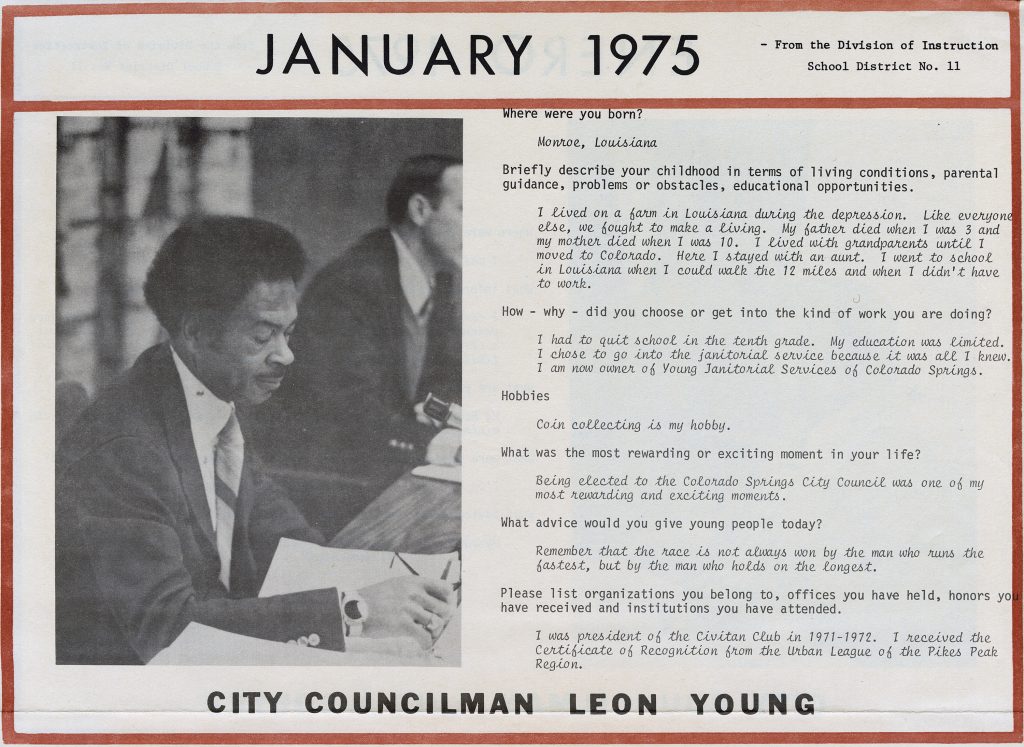 JANUARY 1975
- From the Division of Instruction
School District No. 11
Where were you born?
Monroe, Louisiana
Briefly describe your childhood in terms of living conditions, parental
guidance, problems or obstacles, educational opportunities.
I lived on a farm in Louisiana during the depression. Like everyone
else, we fought to make a living. My father died when I was 3 and
my mother died when I was 10. I lived with grandparents until I
moved to Colorado. Here I stayed with an aunt. I went to school
in Louisiana when I could walk the 12 miles and when I didn't have
to work.
How - why - did you choose or get into the kind of work you are doing?
I had to quit school in the tenth grade. My education was limited.
I chose to go into the janitorial service because it was all I knew.
I am now owner of Young Janitorial Services of Colorado Springs.
Hobbies
Coin collecting is my hobby.
What was the most rewarding or exciting moment in your life?
Being elected to the Colorado Springs City Council was one of my
most rewarding and exciting moments.
What advice would you give young people today?
Remember that the race is not always won by the man who runs the
fastest, but by the man who holds on the longest.
Please list organizations you belong to, offices you have held, honors you
have received and institutions you have attended.
I was president of the Civitan Club in 1971-1972. I received the
Certificate of Recognition from the Urban League of the Pikes Peak
Region.
CITY COUNCILMAN LEON YOUNG